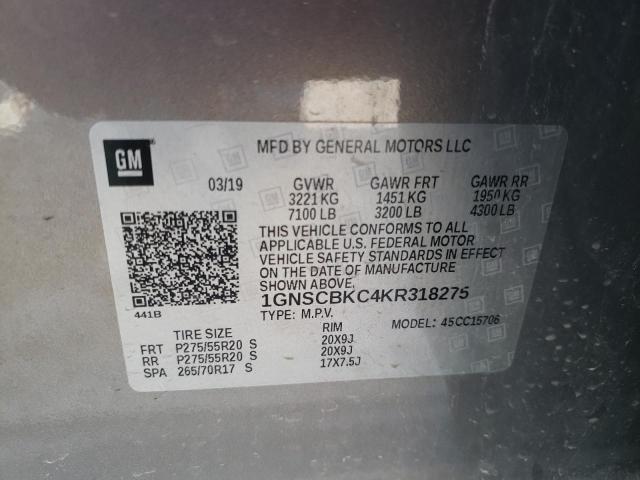 GM
MFD BY GENERAL MOTORS LLC
03/19 GVWR GAWR FRT GAWR RR
3221 KG 1451 KG 1950 KG
7100 LB 3200 LB 4300 LB
THIS VEHICLE CONFORMS TO ALL
APPLICABLE U.S. FEDERAL MOTOR
VEHICLE SAFETY STANDARDS IN EFFECT
ON THE DATE OF MANUFACTURE
SHOWN ABOVE.
1GNSCBKC4KR318275
441B TYPE: M.P.V. MODEL: 45CC15706
TIRE SIZE RIM
FRT P275/55R20 S 20X9J
RR P275/55R20 S 20X9J
SPA 265/70R17 S 17X7.5J